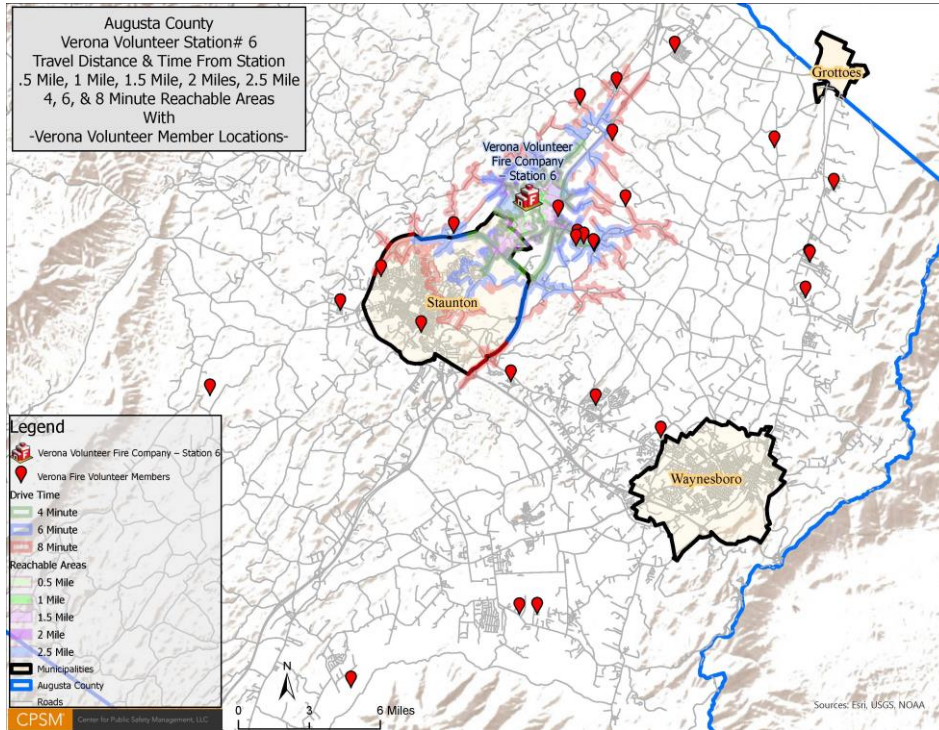 Augusta County
Verona Volunteer Station# 6
Travel Distance & Time From Station
.5 Mile, 1 Mile, 1.5 Mile, 2 Miles, 2.5 Mile
4, 6, & 8 Minute Reachable Areas
With
-Verona Volunteer Member Locations-
Grottoes
Verona Volunteer
Fire Company
– Station 6
Staunton
Waynesboro
Legend
Verona Volunteer Fire Company – Station 6
Verona Fire Volunteer Members
Drive Time
4 Minute
6 Minute
8 Minute
Reachable Areas
0.5 Mile
1 Mile
1.5 Mile
2 Mile
2.5 Mile
Municipalities
Augusta County
Roads
CPSM® Center for Public Safety Management, LLC
N
0 3 6 Miles
Sources: Esri, USGS, NOAA